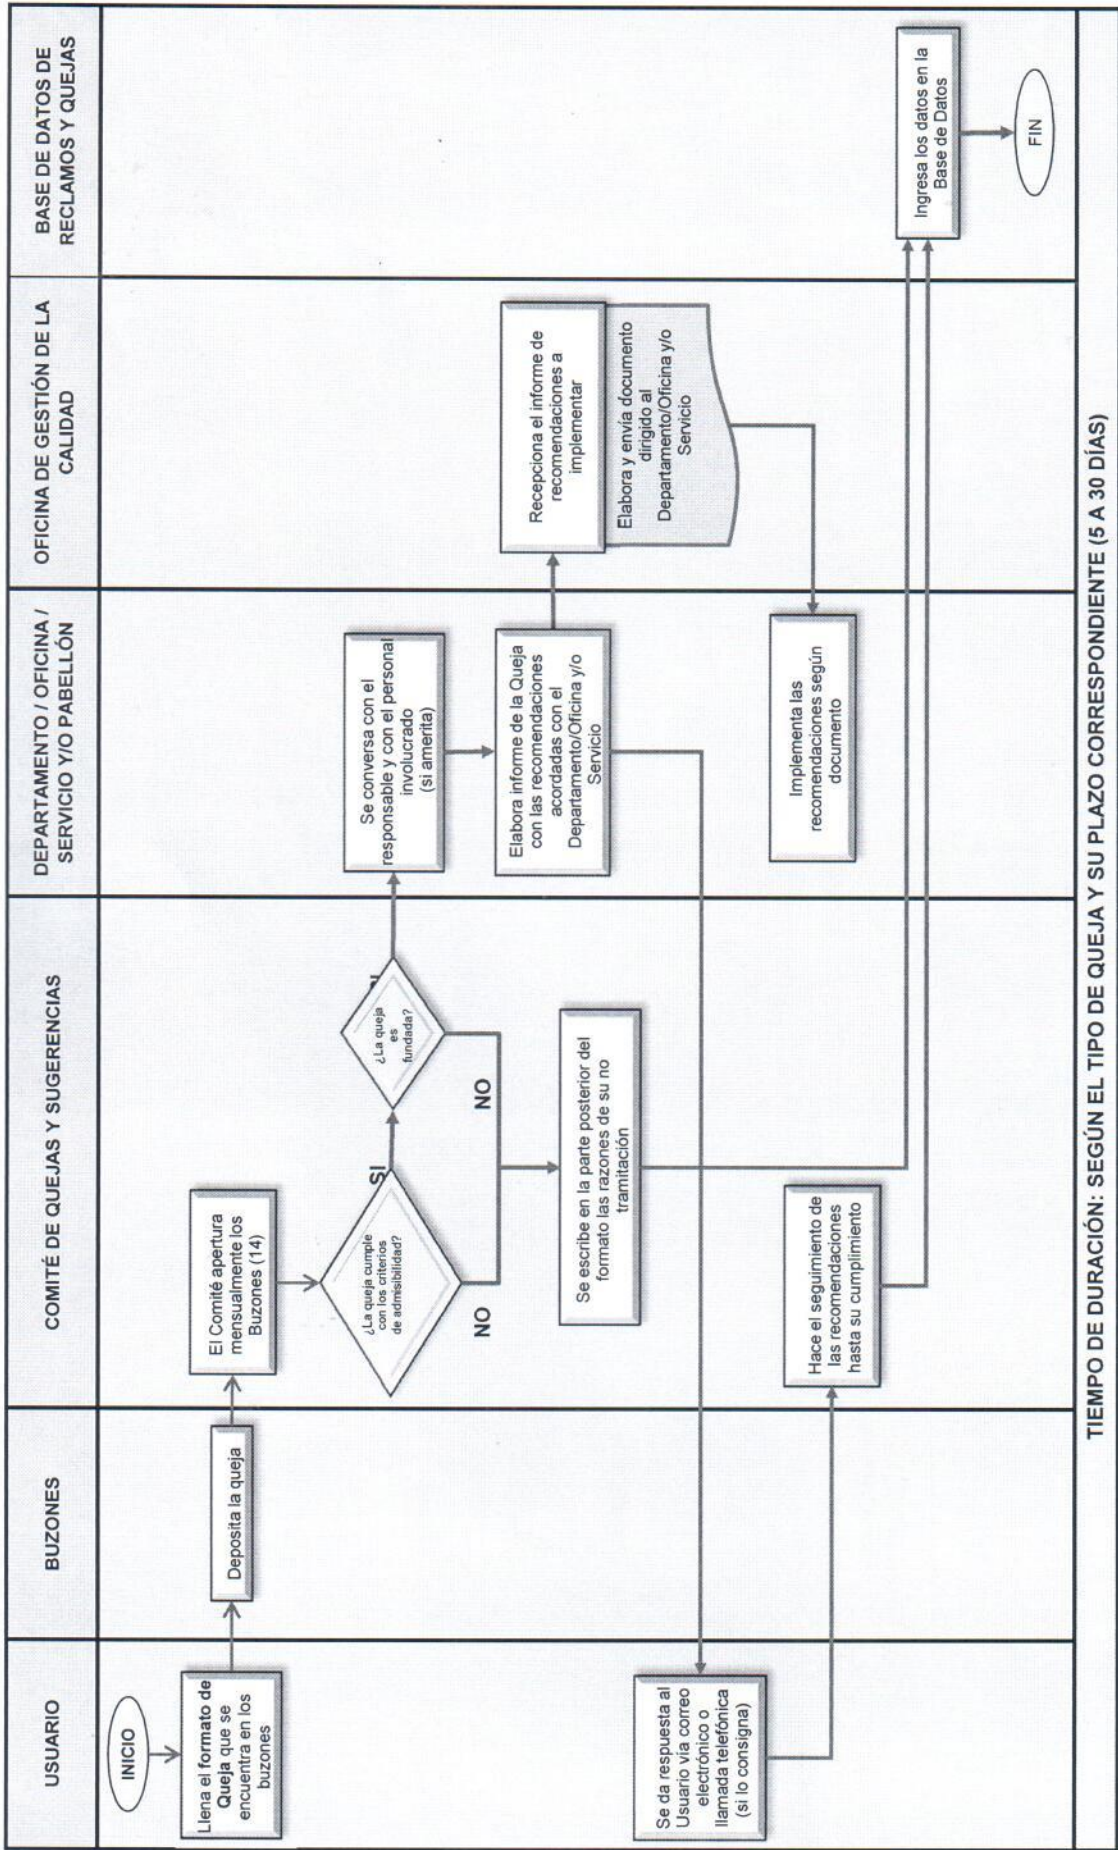 USUARIO
BUZONES
COMITÉ DE QUEJAS Y SUGERENCIAS
DEPARTAMENTO / OFICINA /
SERVICIO Y/O PABELLÓN
OFICINA DE GESTIÓN DE LA
CALIDAD
BASE DE DATOS DE
RECLAMOS Y QUEJAS
INICIO
Llena el formato de
Queja que se
encuentra en los
buzones
Deposita la queja
El Comité apertura
mensualmente los
Buzones (14)
¿La queja cumple
con los criterios
de admisibilidad?
SI
NO
¿La queja
es
fundada?
NO
Se conversa con el
responsable y con el personal
involucrado
(si amerita)
Elabora informe de la Queja
con las recomendaciones
acordadas con el
Departamento/Oficina y/o
Servicio
Recepciona el informe de
recomendaciones a
implementar
Elabora y envía documento
dirigido al
Departamento/Oficina y/o
Servicio
Se escribe en la parte posterior del
formato las razones de su no
tramitación
Se da respuesta al
Usuario vía correo
electrónico o
llamada telefónica
(si lo consigna)
Implementa las
recomendaciones según
documento
Hace el seguimiento de
las recomendaciones
hasta su cumplimiento
Ingresa los datos en la
Base de Datos
FIN
TIEMPO DE DURACIÓN: SEGÚN EL TIPO DE QUEJA Y SU PLAZO CORRESPONDIENTE (5 A 30 DÍAS)